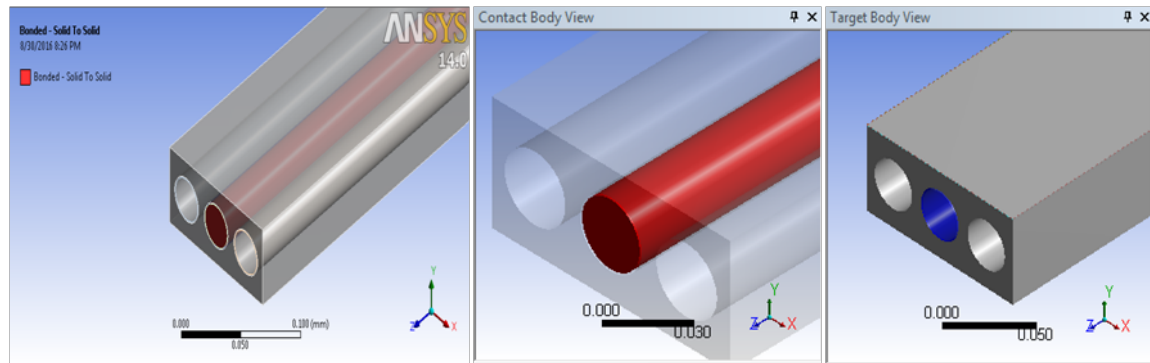 Bonded - Solid To Solid
8/30/2016 8:26 PM
Bonded - Solid To Solid
ANSYS
14.0
0.000
0.100 (mm)
0.050
Y
Z
X
Contact Body View
0.000
0.030
Y
Z
X
Target Body View
0.000
0.050
Y
Z
X